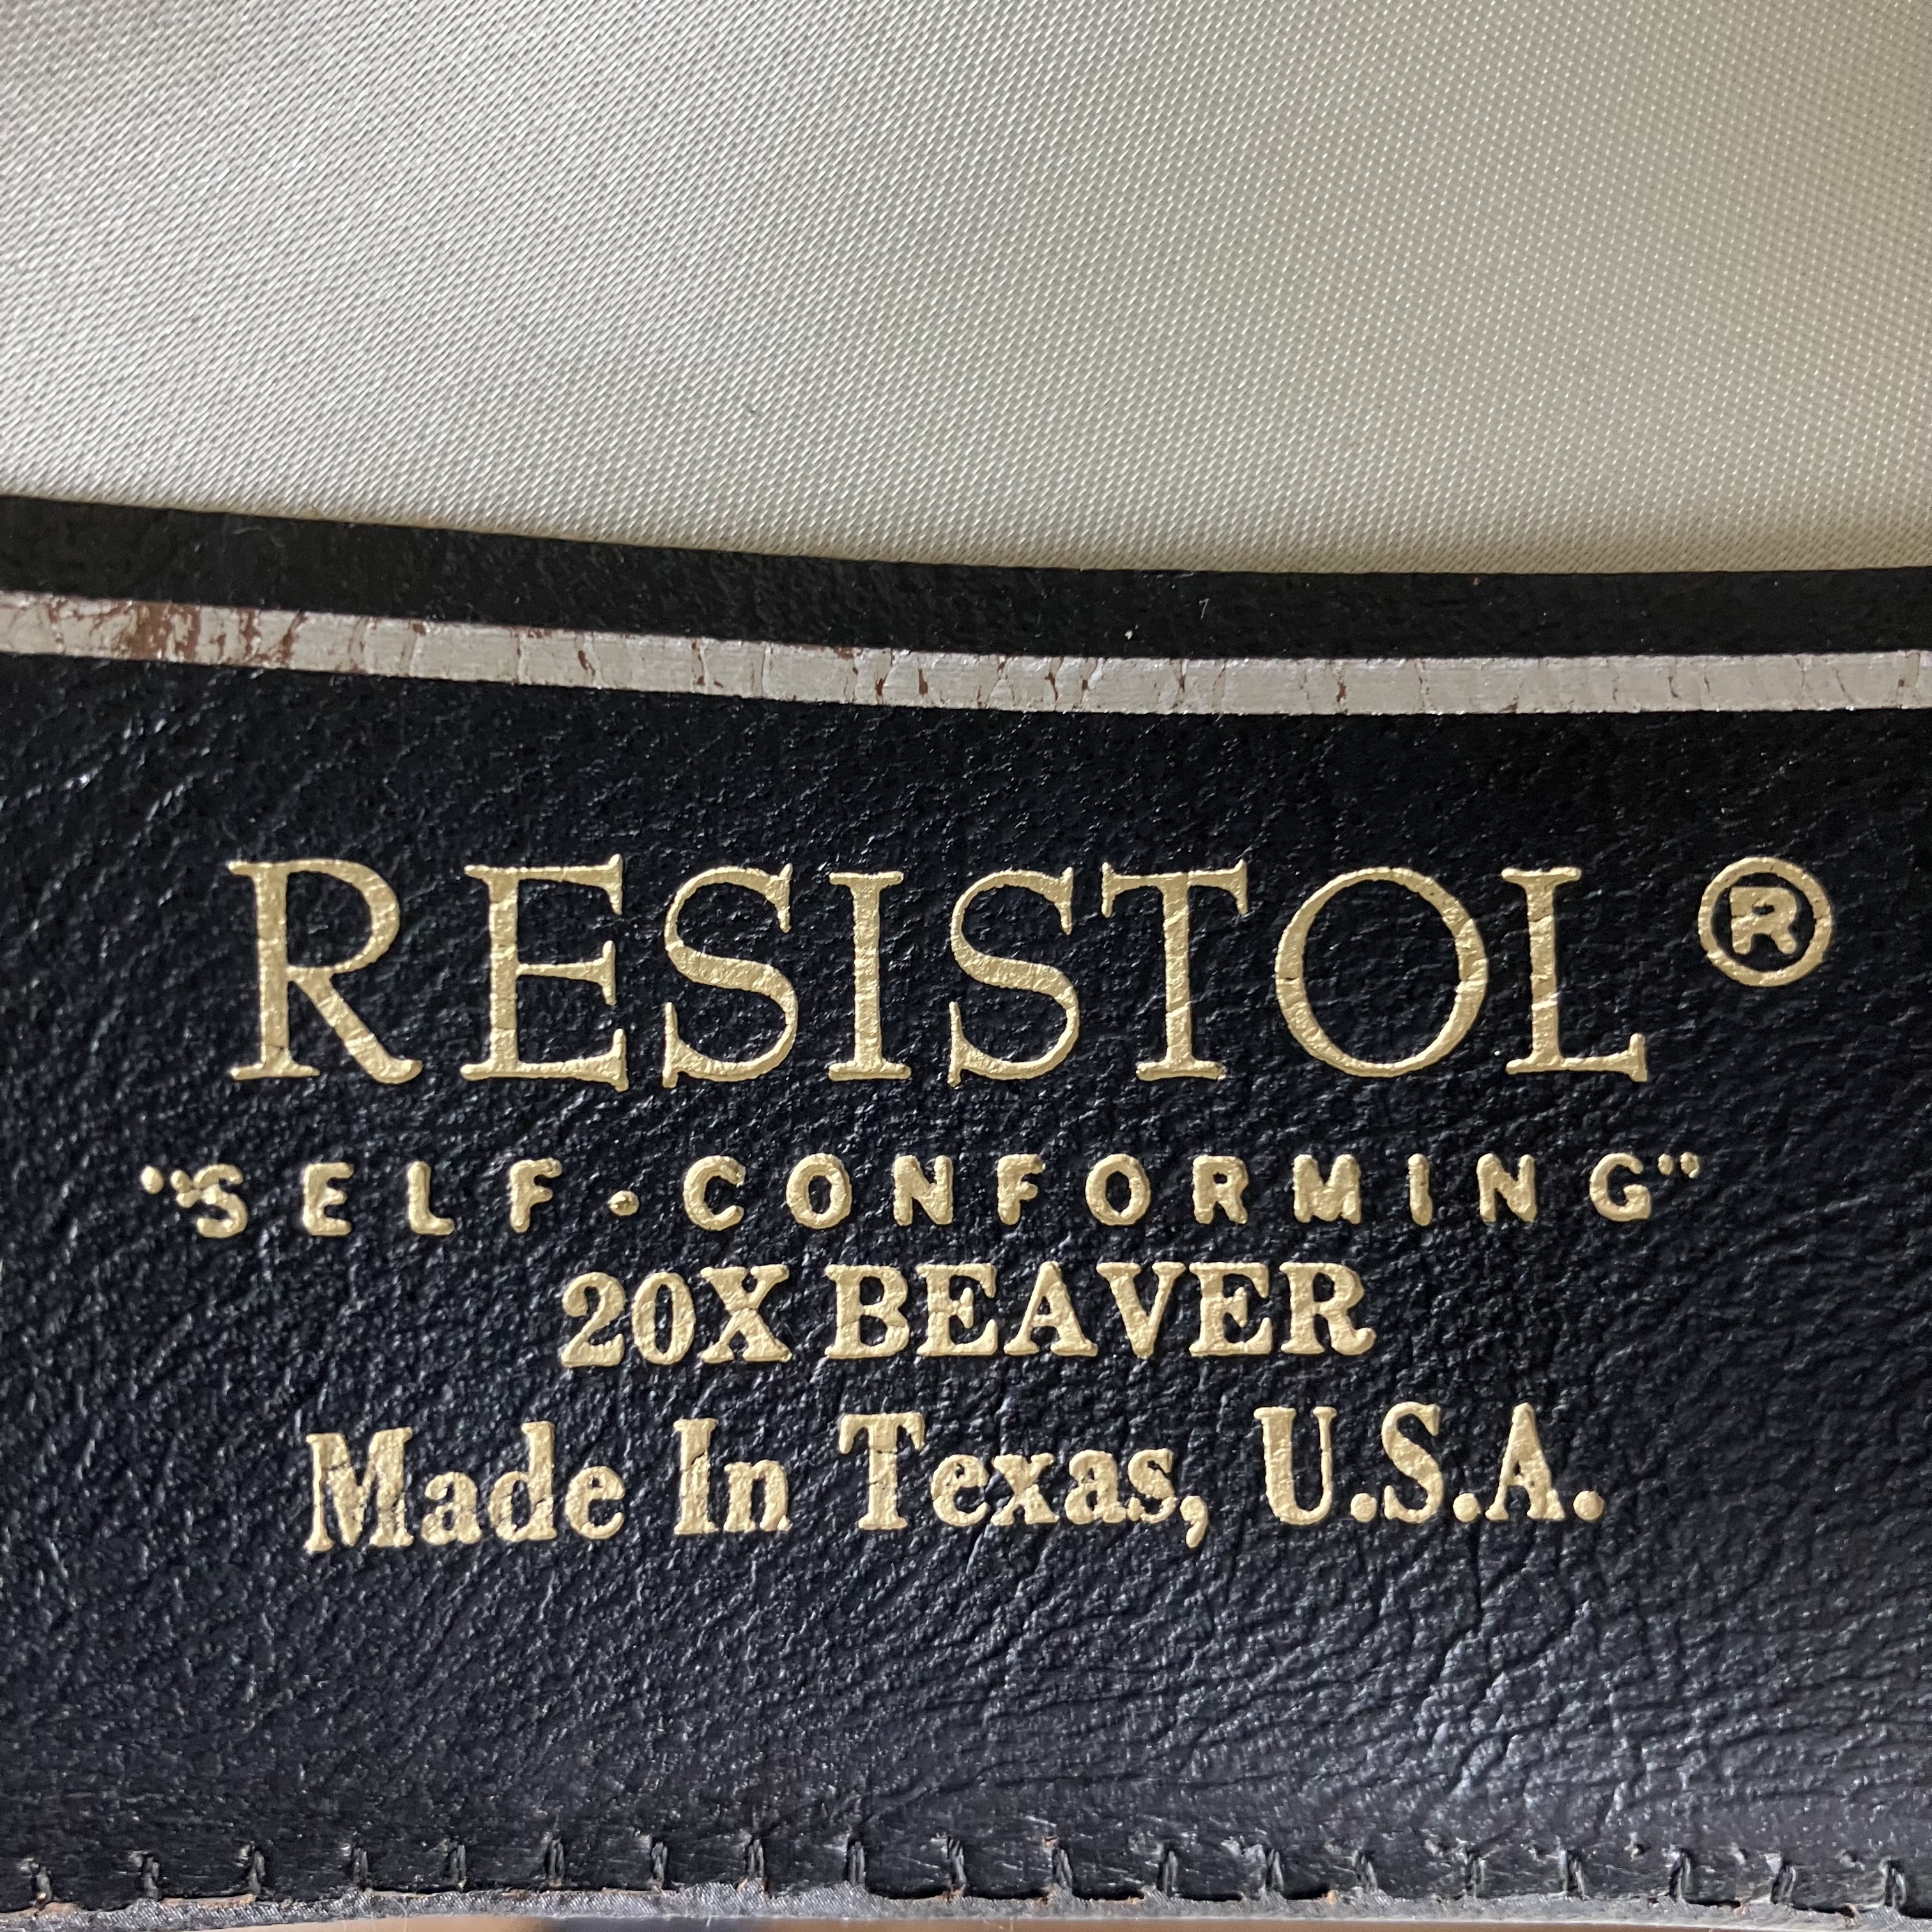 RESISTOL ®
"SELF-CONFORMING"
20X BEAVER
Made In Texas, U.S.A.